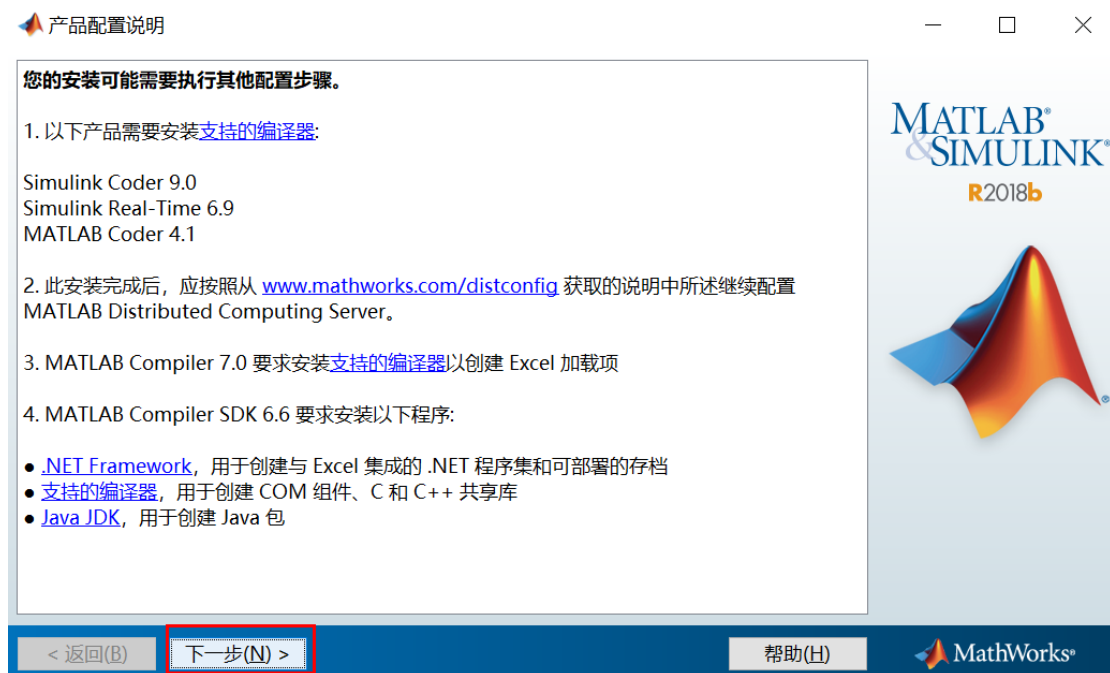 产品配置说明
您的安装可能需要执行其他配置步骤。
1. 以下产品需要安装支持的编译器:
Simulink Coder 9.0
Simulink Real-Time 6.9
MATLAB Coder 4.1
2. 此安装完成后，应按照从 www.mathworks.com/distconfig 获取的说明中所述继续配置
MATLAB Distributed Computing Server。
3. MATLAB Compiler 7.0 要求安装支持的编译器以创建 Excel 加载项
4. MATLAB Compiler SDK 6.6 要求安装以下程序:
● .NET Framework，用于创建与 Excel 集成的 .NET 程序集和可部署的存档
● 支持的编译器，用于创建 COM 组件、C 和 C++ 共享库
● Java JDK，用于创建 Java 包
MATLAB®
&SIMULINK®
R2018b
®
< 返回(B)
下一步(N) >
帮助(H)
MathWorks®